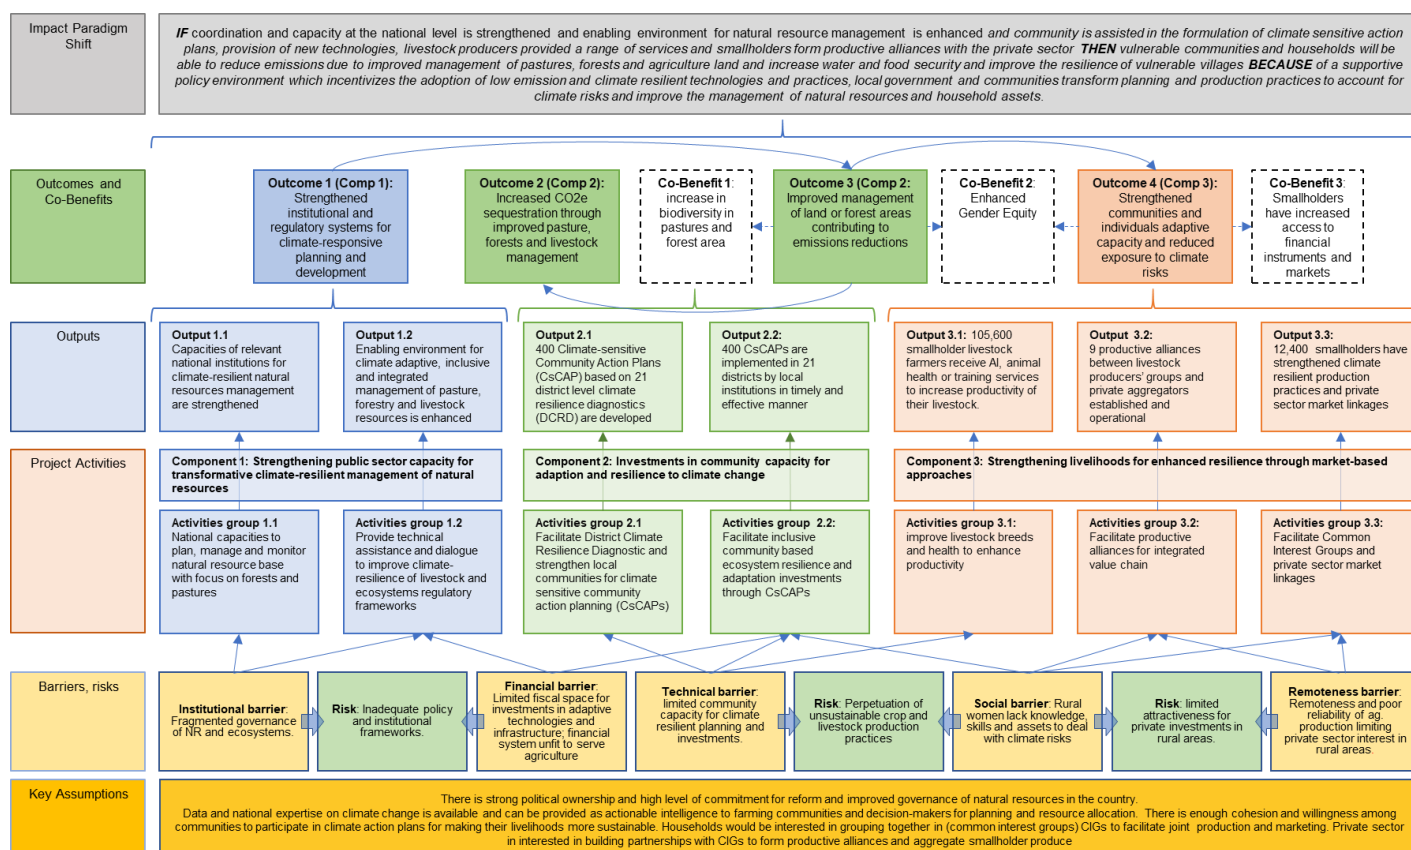 Impact Paradigm
Shift
IF coordination and capacity at the national level is strengthened and enabling environment for natural resource management is enhanced and community is assisted in the formulation of climate sensitive action
plans, provision of new technologies, livestock producers provided a range of services and smallholders form productive alliances with the private sector THEN vulnerable communities and households will be
able to reduce emissions due to improved management of pastures, forests and agriculture land and increase water and food security and improve the resilience of vulnerable villages BECAUSE of a supportive
policy environment which incentivizes the adoption of low emission and climate resilient technologies and practices, local government and communities transform planning and production practices to account for
climate risks and improve the management of natural resources and household assets.
Outcomes and
Co-Benefits
Outcome 1 (Comp 1):
Strengthened
institutional and
regulatory systems for
climate-responsive
planning and
development
Outcome 2 (Comp 2):
Increased CO2e
sequestration through
improved pasture,
forests and livestock
management
Co-Benefit 1:
increase in
biodiversity in
pastures and
forest area
Outcome 3 (Comp 2:
Improved management
of land or forest areas
contributing to
emissions reductions
Co-Benefit 2:
Enhanced
Gender Equity
Outcome 4 (Comp 3):
Strengthened
communities and
individuals adaptive
capacity and reduced
exposure to climate
risks
Co-Benefit 3:
Smallholders
have increased
access to
financial
instruments and
markets
Outputs
Output 1.1
Capacities of relevant
national institutions for
climate-resilient natural
resources management
are strengthened
Output 1.2
Enabling environment for
climate adaptive, inclusive
and integrated
management of pasture,
forestry and livestock
resources is enhanced
Output 2.1
400 Climate-sensitive
Community Action Plans
(CsCAP) based on 21
district level climate
resilience diagnostics
(DCRD) are developed
Output 2.2:
400 CsCAPs are
implemented in 21
districts by local
institutions in timely and
effective manner
Output 3.1: 105,600
smallholder livestock
farmers receive AI, animal
health or training services
to increase productivity of
their livestock.
Output 3.2:
9 productive alliances
between livestock
producers' groups and
private aggregators
established and
operational
Output 3.3:
12,400 smallholders have
strengthened climate
resilient production
practices and private
sector market linkages
Project Activities
Component 1: Strengthening public sector capacity for
transformative climate-resilient management of natural
resources
Component 2: Investments in community capacity for
adaption and resilience to climate change
Component 3: Strengthening livelihoods for enhanced resilience through market-based
approaches
Activities group 1.1
National capacities to
plan, manage and monitor
natural resource base
with focus on forests and
pastures
Activities group 1.2
Provide technical
assistance and dialogue
to improve climate-
resilience of livestock and
ecosystems regulatory
frameworks
Activities group 2.1
Facilitate District Climate
Resilience Diagnostic and
strengthen local
communities for climate
sensitive community
action planning (CsCAPs)
Activities group 2.2:
Facilitate inclusive
community based
ecosystem resilience and
adaptation investments
through CsCAPs
Activities group 3.1:
improve livestock breeds
and health to enhance
productivity
Activities group 3.2:
Facilitate productive
alliances for integrated
value chain
Activities group 3.3:
Facilitate Common
Interest Groups and
private sector market
linkages
Barriers, risks
Institutional barrier:
Fragmented governance
of NR and ecosystems.
Risk: Inadequate policy
and institutional
frameworks.
Financial barrier:
Limited fiscal space for
investments in adaptive
technologies and
infrastructure; financial
system unfit to serve
agriculture
Technical barrier:
limited community
capacity for climate
resilient planning and
investments.
Risk: Perpetuation of
unsustainable crop and
livestock production
practices
Social barrier: Rural
women lack knowledge,
skills and assets to deal
with climate risks
Risk: limited
attractiveness for
private investments in
rural areas.
Remoteness barrier:
Remoteness and poor
reliability of ag.
production limiting
private sector interest in
rural areas.
Key Assumptions
There is strong political ownership and high level of commitment for reform and improved governance of natural resources in the country.
Data and national expertise on climate change is available and can be provided as actionable intelligence to farming communities and decision-makers for planning and resource allocation. There is enough cohesion and willingness among
communities to participate in climate action plans for making their livelihoods more sustainable. Households would be interested in grouping together in (common interest groups) CIGs to facilitate joint production and marketing. Private sector
in interested in building partnerships with CIGs to form productive alliances and aggregate smallholder produce